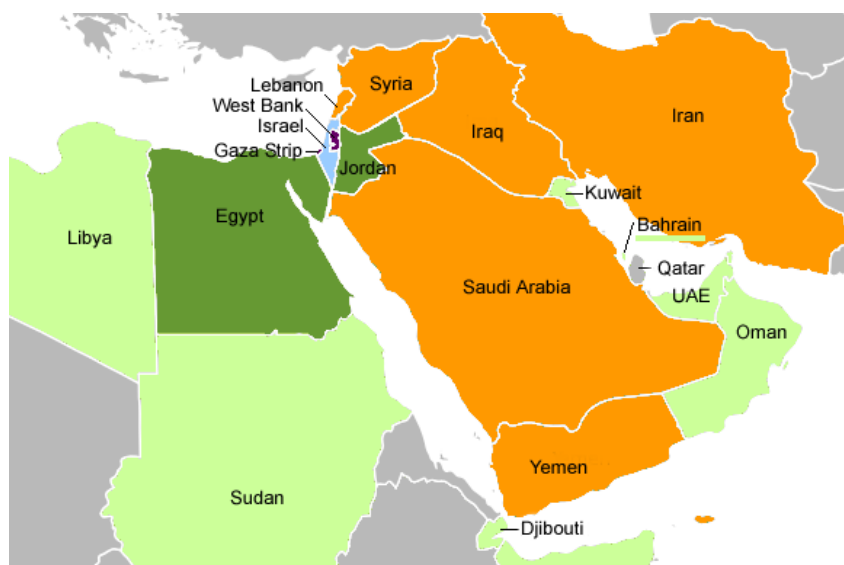 Lebanon
Syria
West Bank
Israel
Gaza Strip
Iraq
Iran
Jordan
Kuwait
Egypt
Libya
Bahrain
Qatar
Saudi Arabia
UAE
Oman
Yemen
Sudan
Djibouti